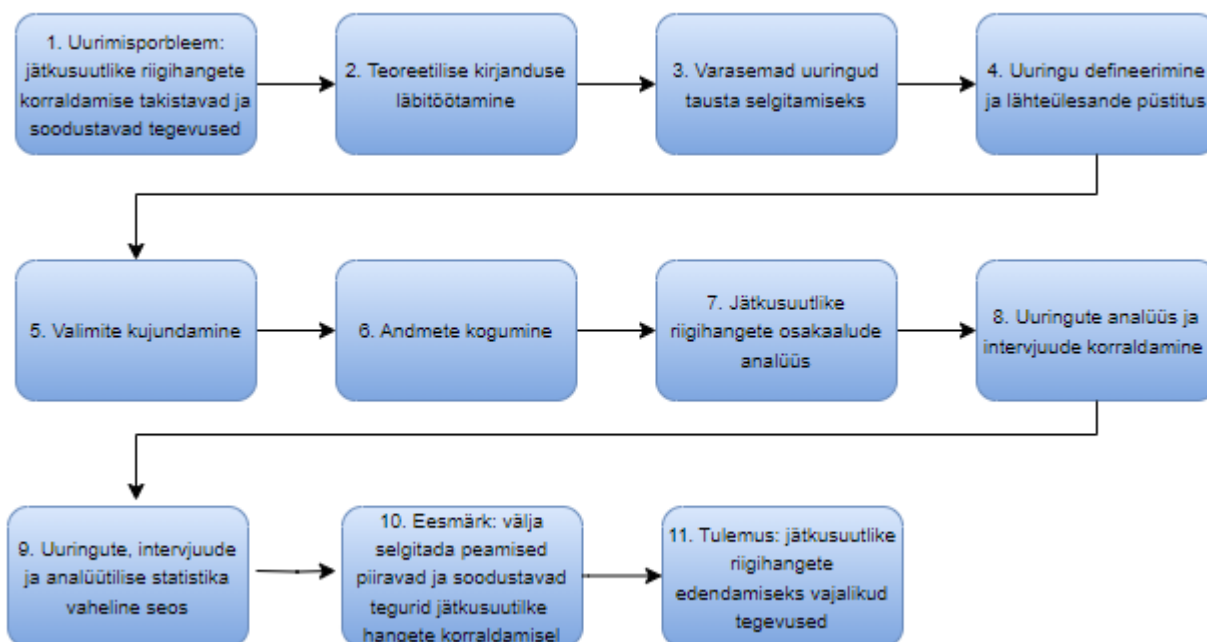 1. Uurimisporbleem:
jätkusuutlike riigihangete
korraldamise takistavad ja
soodustavad tegevused
2. Teoreetilise kirjanduse
läbitöötamine
3. Varasemad uuringud
tausta selgitamiseks
4. Uuringu defineerimine
ja lähteülesande püstitus
5. Valimite kujundamine
6. Andmete kogumine
7. Jätkusuutlike
riigihangete osakaalude
analüüs
8. Uuringute analüüs ja
intervjuude korraldamine
9. Uuringute, intervjuude
ja analüütilise statistika
vaheline seos
10. Eesmärk: välja
selgitada peamised
piiravad ja soodustavad
tegurid jätkusuutilke
hangete korraldamisel
11. Tulemus: jätkusuutlike
riigihangete
edendamiseks vajalikud
tegevused